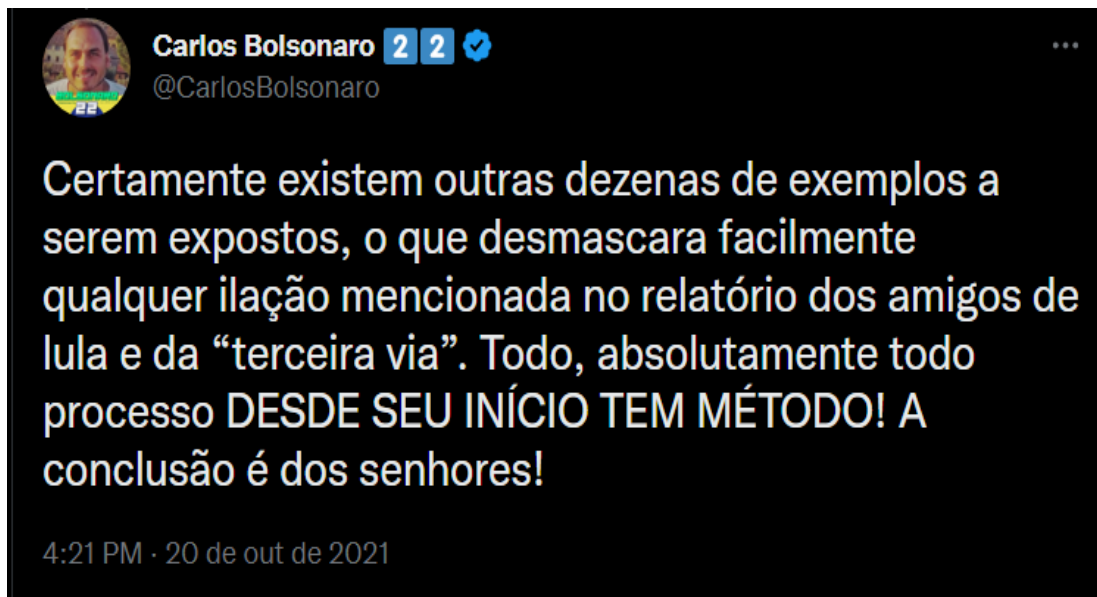 Carlos Bolsonaro 2️⃣2️⃣
@CarlosBolsonaro
BOLSONARO
22
Certamente existem outras dezenas de exemplos a
serem expostos, o que desmascara facilmente
qualquer ilação mencionada no relatório dos amigos de
lula e da “terceira via”. Todo, absolutamente todo
processo DESDE SEU INÍCIO TEM MÉTODO! A
conclusão é dos senhores!
4:21 PM · 20 de out de 2021